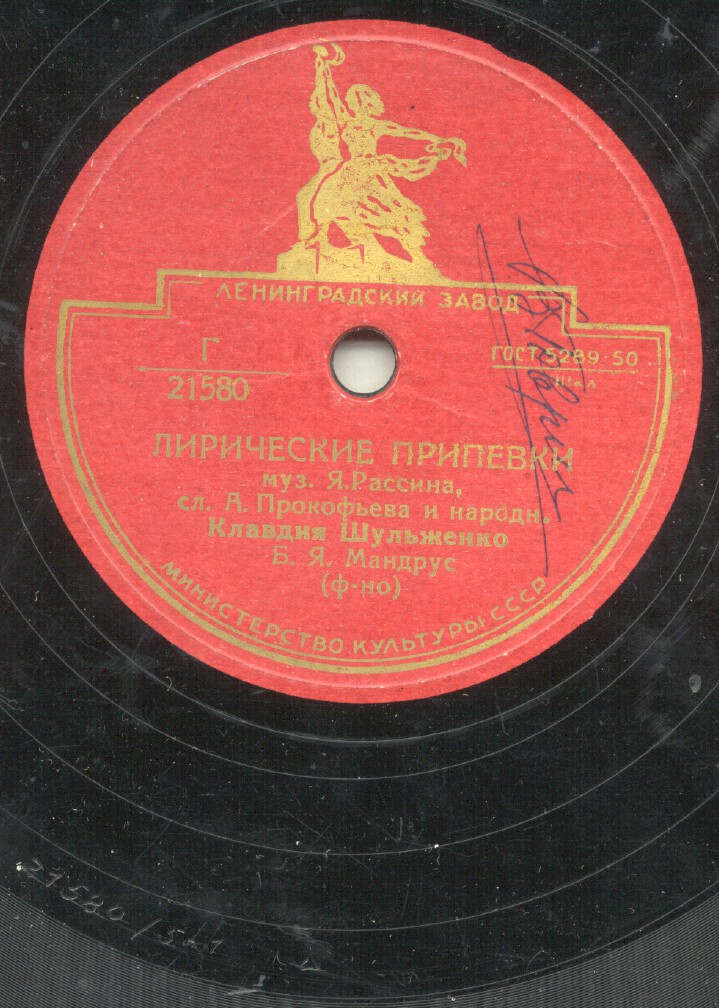 ЛЕНИНГРАДСКИЙ ЗАВОД
Г
21580
ГОСТ 5289 50
ЛИРИЧЕСКИЕ ПРИПЕВКИ
муз. Я.Рассина,
сл. А. Прокофьева и народн.
Клавдия Шульженко
Б. Я. Мандрус
(ф-но)
МИНИСТЕРСТВО КУЛЬТУРЫ СССР